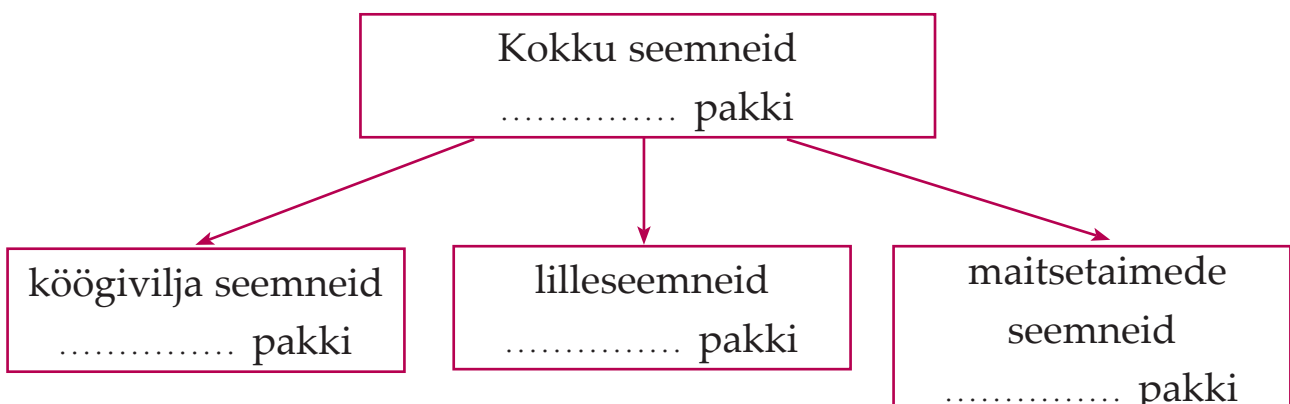 Kokku seemneid
............... pakki
köögivilja seemneid
............... pakki
lilleseemneid
............... pakki
maitsetaimede
seemneid
............... pakki